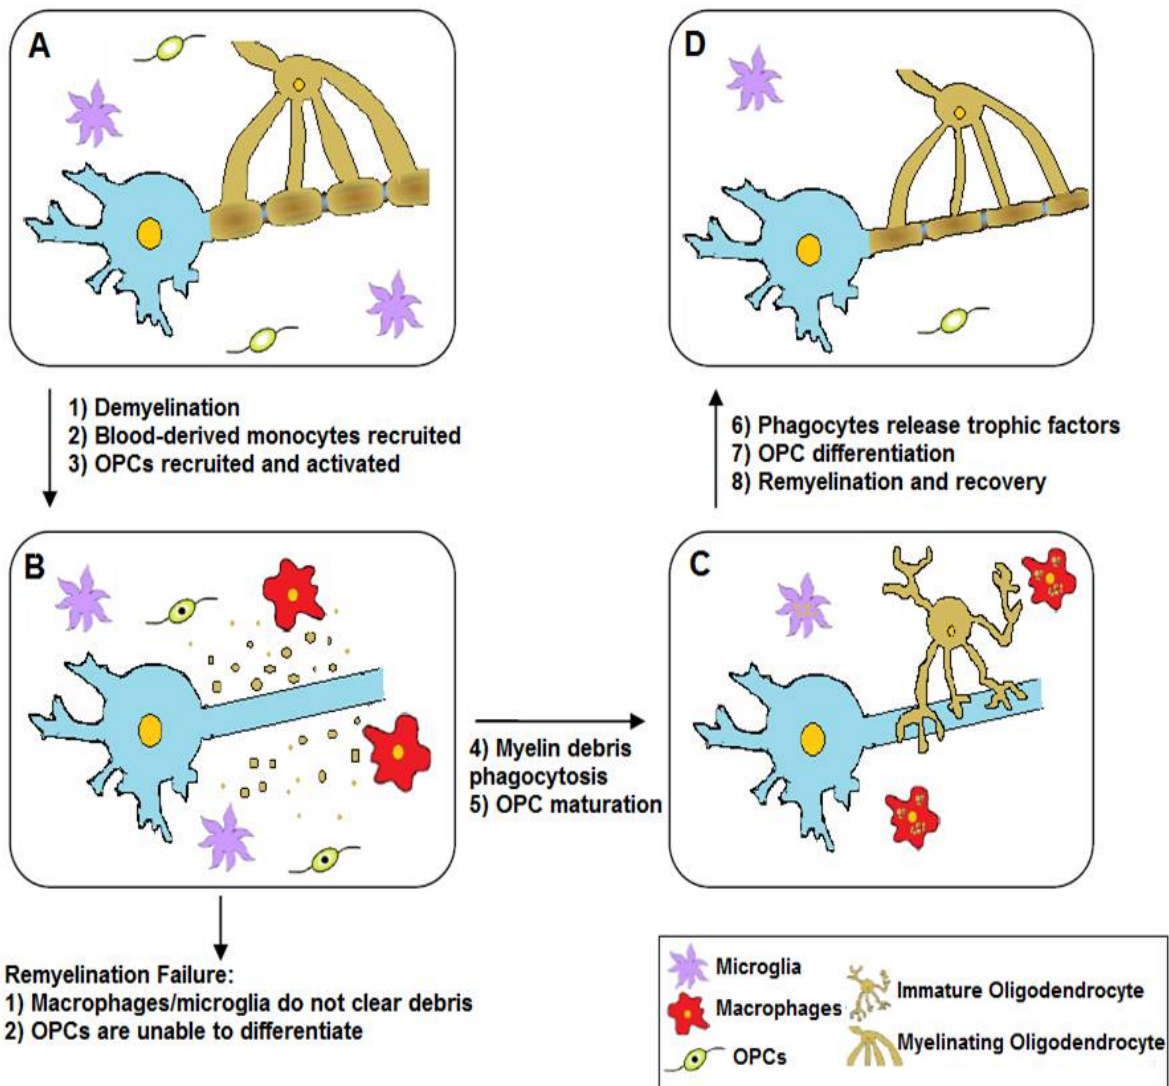 A
D
1) Demyelination
2) Blood-derived monocytes recruited
3) OPCs recruited and activated
6) Phagocytes release trophic factors
7) OPC differentiation
8) Remyelination and recovery
B
C
4) Myelin debris
phagocytosis
5) OPC maturation
Remyelination Failure:
1) Macrophages/microglia do not clear debris
2) OPCs are unable to differentiate
Microglia
Macrophages
OPCs
Immature Oligodendrocyte
Myelinating Oligodendrocyte